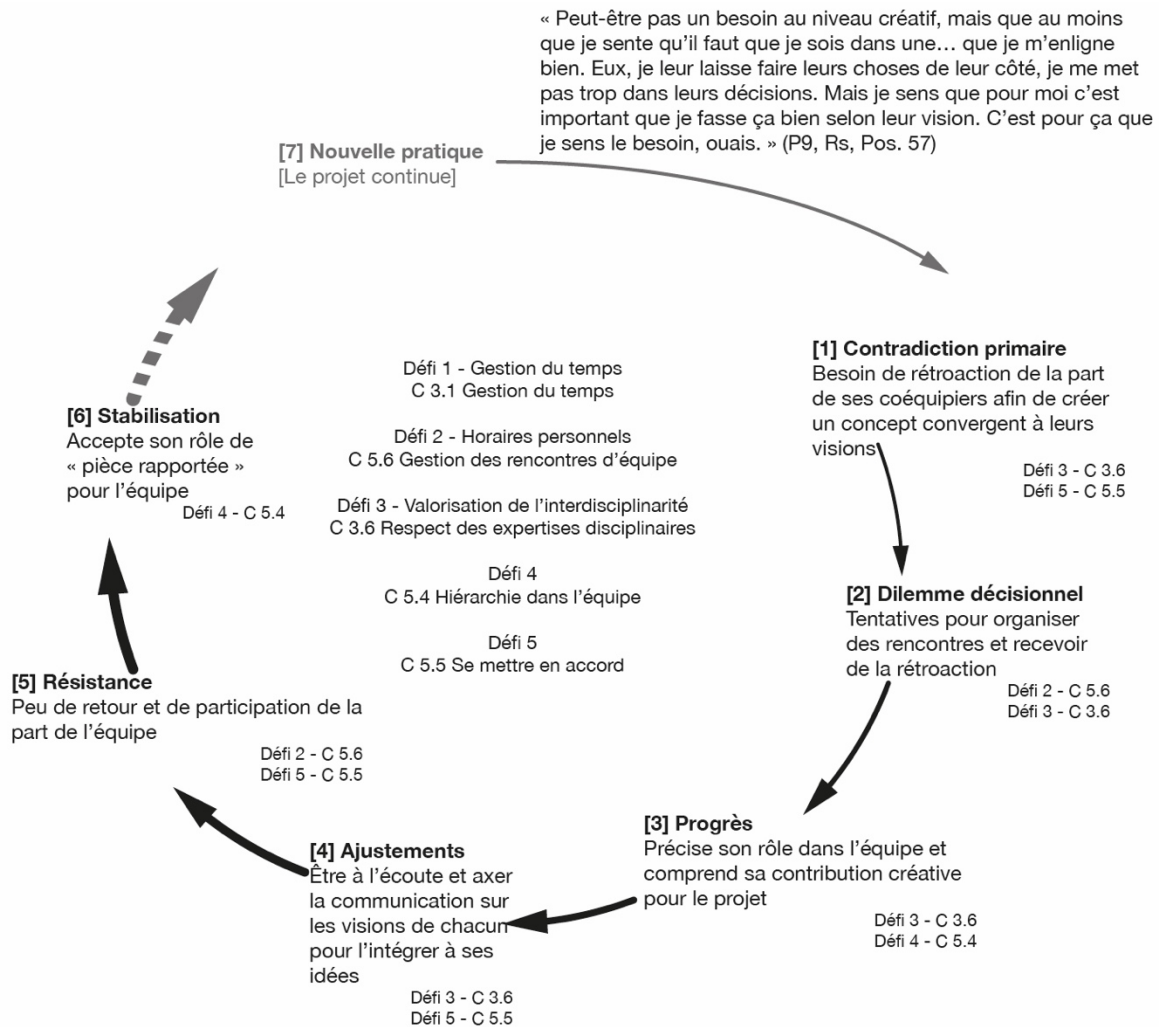 « Peut-être pas un besoin au niveau créatif, mais que au moins
que je sente qu'il faut que je sois dans une… que je m'enligne
bien. Eux, je leur laisse faire leurs choses de leur côté, je me met
pas trop dans leurs décisions. Mais je sens que pour moi c'est
important que je fasse ça bien selon leur vision. C'est pour ça que
je sens le besoin, ouais. » (P9, Rs, Pos. 57)
[7] Nouvelle pratique
[Le projet continue]
[1] Contradiction primaire
Besoin de rétroaction de la part
de ses coéquipiers afin de créer
un concept convergent à leurs
visions
Défi 3 - C 3.6
Défi 5 - C 5.5
[2] Dilemme décisionnel
Tentatives pour organiser
des rencontres et recevoir
de la rétroaction
Défi 2 - C 5.6
Défi 3 - C 3.6
[3] Progrès
Précise son rôle dans l'équipe et
comprend sa contribution créative
pour le projet
Défi 3 - C 3.6
Défi 4 - C 5.4
[4] Ajustements
Être à l'écoute et axer
la communication sur
les visions de chacun
pour l'intégrer à ses
idées
Défi 3 - C 3.6
Défi 5 - C 5.5
[5] Résistance
Peu de retour et de participation de la
part de l'équipe
Défi 2 - C 5.6
Défi 5 - C 5.5
[6] Stabilisation
Accepte son rôle de
« pièce rapportée »
pour l'équipe
Défi 4 - C 5.4
Défi 1 - Gestion du temps
C 3.1 Gestion du temps
Défi 2 - Horaires personnels
C 5.6 Gestion des rencontres d'équipe
Défi 3 - Valorisation de l'interdisciplinarité
C 3.6 Respect des expertises disciplinaires
Défi 4
C 5.4 Hiérarchie dans l'équipe
Défi 5
C 5.5 Se mettre en accord